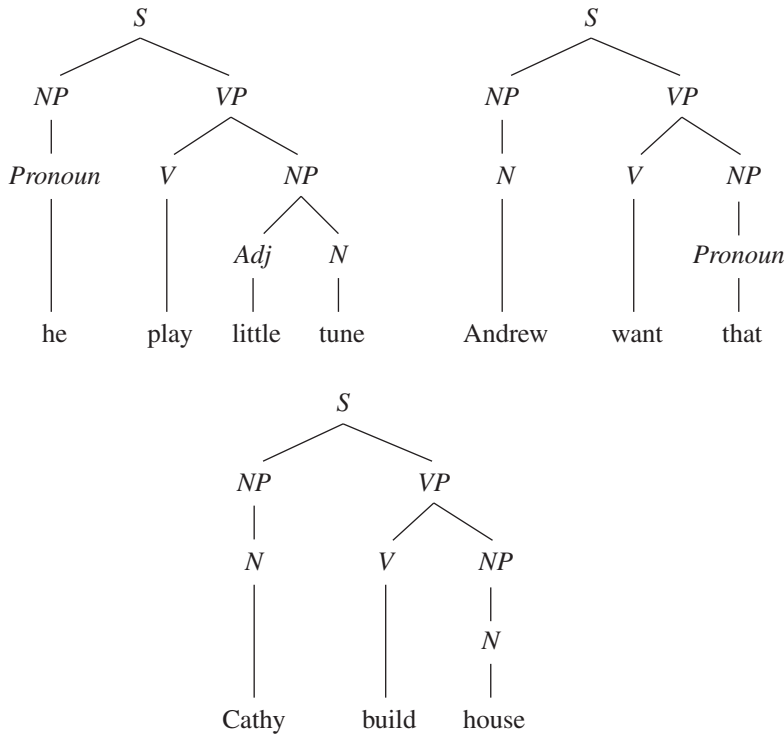 S S
NP VP NP VP
Pronoun V NP N V NP
Adj N Pronoun
he play little tune Andrew want that
S
NP VP
N V NP
N
Cathy build house